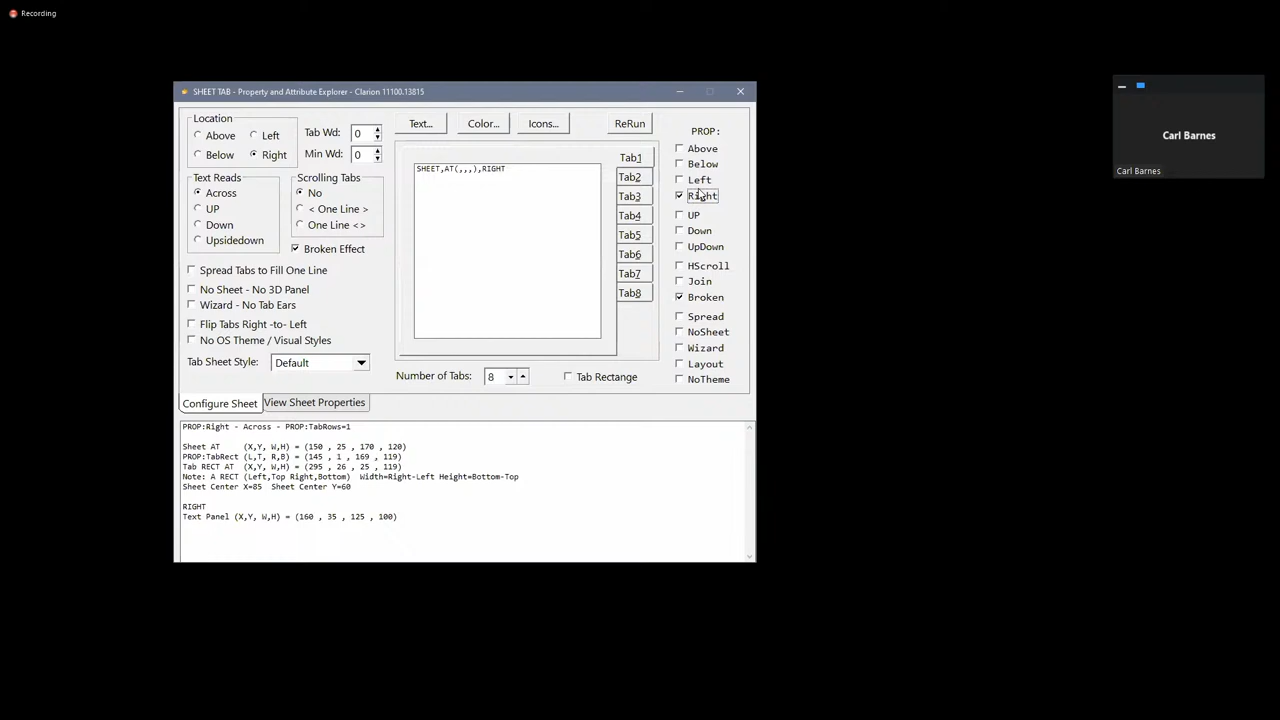 Recording
SHEET TAB - Property and Attribute Explorer - Clarion 11100.13815
Location
Above
Left
Below
Right
Tab Wd: 0
Min Wd: 0
Text Reads
Across
UP
Down
Upsidedown
Scrolling Tabs
No
< One Line >
One Line <>
Broken Effect
Spread Tabs to Fill One Line
No Sheet - No 3D Panel
Wizard - No Tab Ears
Flip Tabs Right -to- Left
No OS Theme / Visual Styles
Tab Sheet Style: Default
Text...
Color...
Icons...
ReRun
SHEET,AT(,,,),RIGHT
Tab1
Tab2
Tab3
Tab4
Tab5
Tab6
Tab7
Tab8
Number of Tabs: 8
Tab Rectange
PROP:
Above
Below
Left
Right
UP
Down
UpDown
HScroll
Join
Broken
Spread
NoSheet
Wizard
Layout
NoTheme
Configure Sheet
View Sheet Properties
PROP:Right - Across - PROP:TabRows=1
Sheet AT (X,Y, W,H) = (150 , 25 , 170 , 120)
PROP:TabRect (L,T, R,B) = (145 , 1 , 169 , 119)
Tab RECT AT (X,Y, W,H) = (295 , 26 , 25 , 119)
Note: A RECT (Left,Top Right,Bottom) Width=Right-Left Height=Bottom-Top
Sheet Center X=85 Sheet Center Y=60
RIGHT
Text Panel (X,Y, W,H) = (160 , 35 , 125 , 100)
Carl Barnes
Carl Barnes